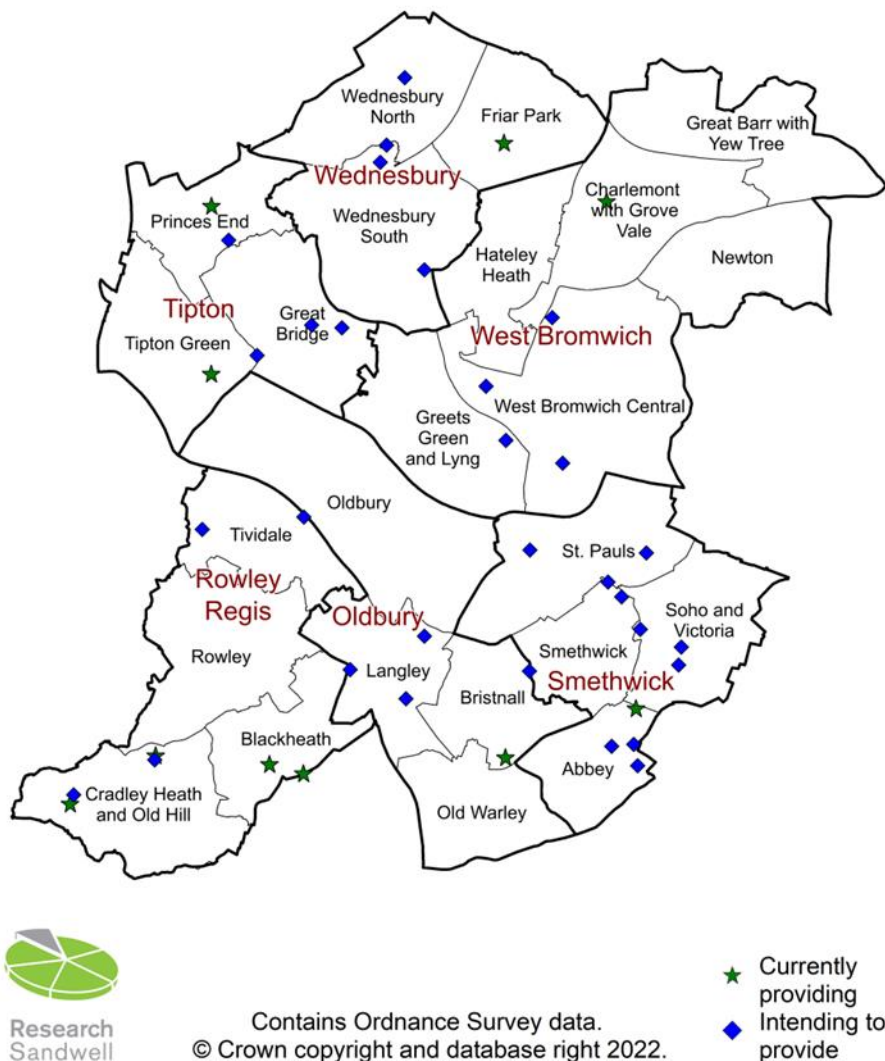 Wednesbury
North
Friar Park
Great Barr with
Yew Tree
Wednesbury
Princes End
Wednesbury
South
Charlemont
with Grove
Vale
Hateley
Heath
Newton
Tipton
Great
Bridge
Tipton Green
West Bromwich
West Bromwich Central
Greets
Green
and Lyng
Oldbury
Tividale
St. Pauls
Rowley
Regis
Oldbury
Soho and
Victoria
Smethwick
Rowley
Langley
Smethwick
Bristnall
Blackheath
Abbey
Cradley Heath
and Old Hill
Old Warley
Research
Sandwell
Contains Ordnance Survey data.
© Crown copyright and database right 2022.
Currently
providing
Intending to
provide